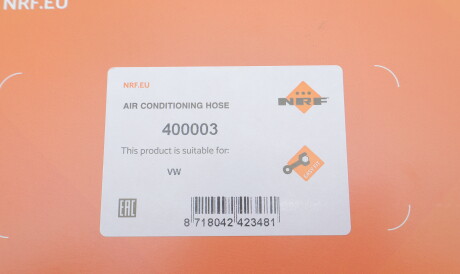 NRF.EU
NRF.EU
AIR CONDITIONING HOSE
NRF
400003
This product is suitable for:
VW
EAC
8 718042 423481